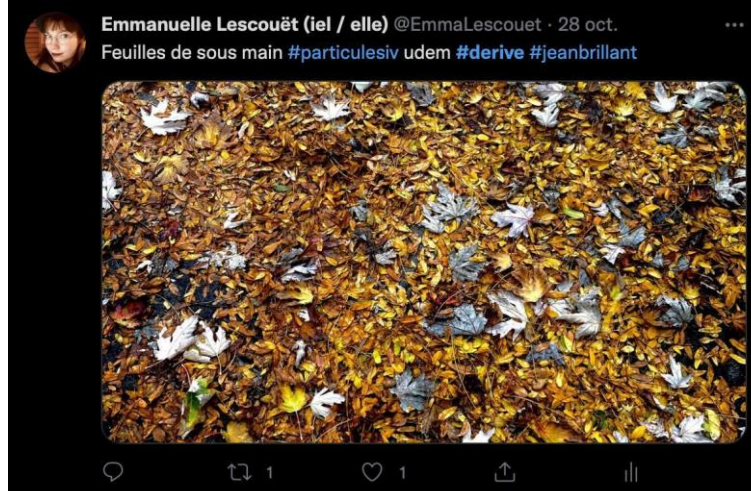 Emmanuelle Lescouët (iel / elle) @EmmaLescouet · 28 oct.
Feuilles de sous main #particulesiv udem #derive #jeanbrillant
1 1